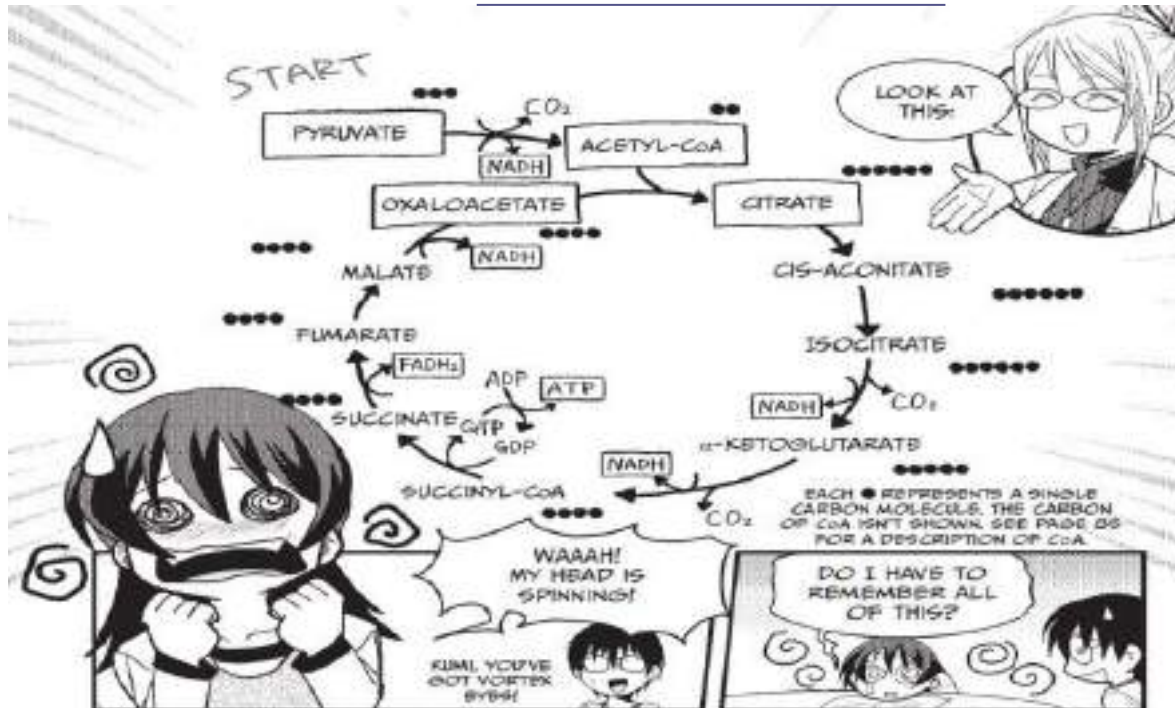 START
PYRUVATE
CO₂
NADH
ACETYL-CoA
LOOK AT
THIS!
OXALOACETATE
CITRATE
NADH
MALATE
CIS-ACONITATE
FUMARATE
ISOCITRATE
FADH₂
ADP
ATP
NADH
CO₂
SUCCINATE
GTP
GDP
α-KETOGLUTARATE
NADH
SUCCINYL-CoA
CO₂
EACH ● REPRESENTS A SINGLE
CARBON MOLECULE. THE CARBON
OF CoA ISN'T SHOWN. SEE PAGE
FOR A DESCRIPTION OF CoA.
WAAAH!
MY HEAD IS
SPINNING!
DO I HAVE TO
REMEMBER ALL
OF THIS?
KUMI, YOU'VE
GOT VORTEX
EYES!